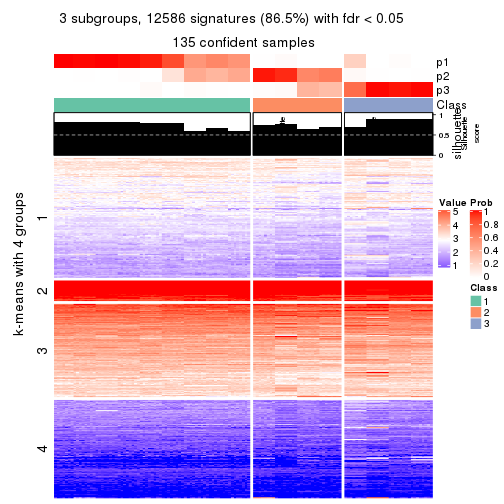 3 subgroups, 12586 signatures (86.5%) with fdr < 0.05
135 confident samples
p1
p2
p3
Class
1
0.5
0
silhouette
Silhouette
score
k-means with 4 groups
1
2
3
4
Value
5
4
3
2
1
Prob
1
0.8
0.6
0.4
0.2
0
Class
1
2
3